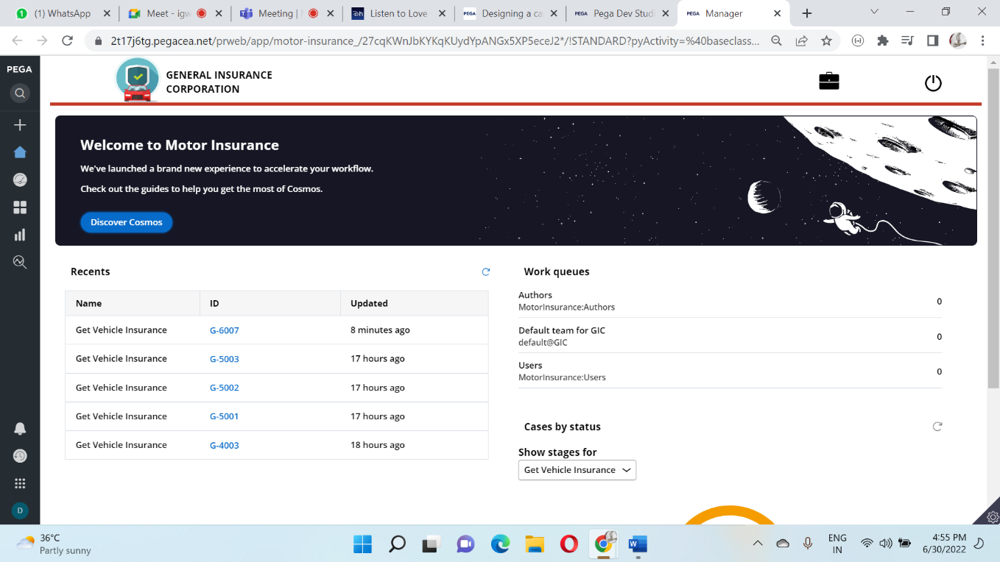 (1) WhatsApp
Meet - igw
Meeting |
Listen to Love
PEGA Designing a ca
PEGA Pega Dev Studi
PEGA Manager
2t17j6tg.pegacea.net/prweb/app/motor-insurance_/27cqKWnJbKYKqKUydYpANGx5XP5eceJ2*/!STANDARD?pyActivity=%40baseclass...
PEGA
GENERAL INSURANCE
CORPORATION
Welcome to Motor Insurance
We've launched a brand new experience to accelerate your workflow.
Check out the guides to help you get the most of Cosmos.
Discover Cosmos
Recents
Name ID Updated
Get Vehicle Insurance G-6007 8 minutes ago
Get Vehicle Insurance G-5003 17 hours ago
Get Vehicle Insurance G-5002 17 hours ago
Get Vehicle Insurance G-5001 17 hours ago
Get Vehicle Insurance G-4003 18 hours ago
Work queues
Authors
MotorInsurance:Authors 0
Default team for GIC
default@GIC 0
Users
MotorInsurance:Users 0
Cases by status
Show stages for
Get Vehicle Insurance
D
36°C
Partly sunny
ENG
IN
4:55 PM
6/30/2022